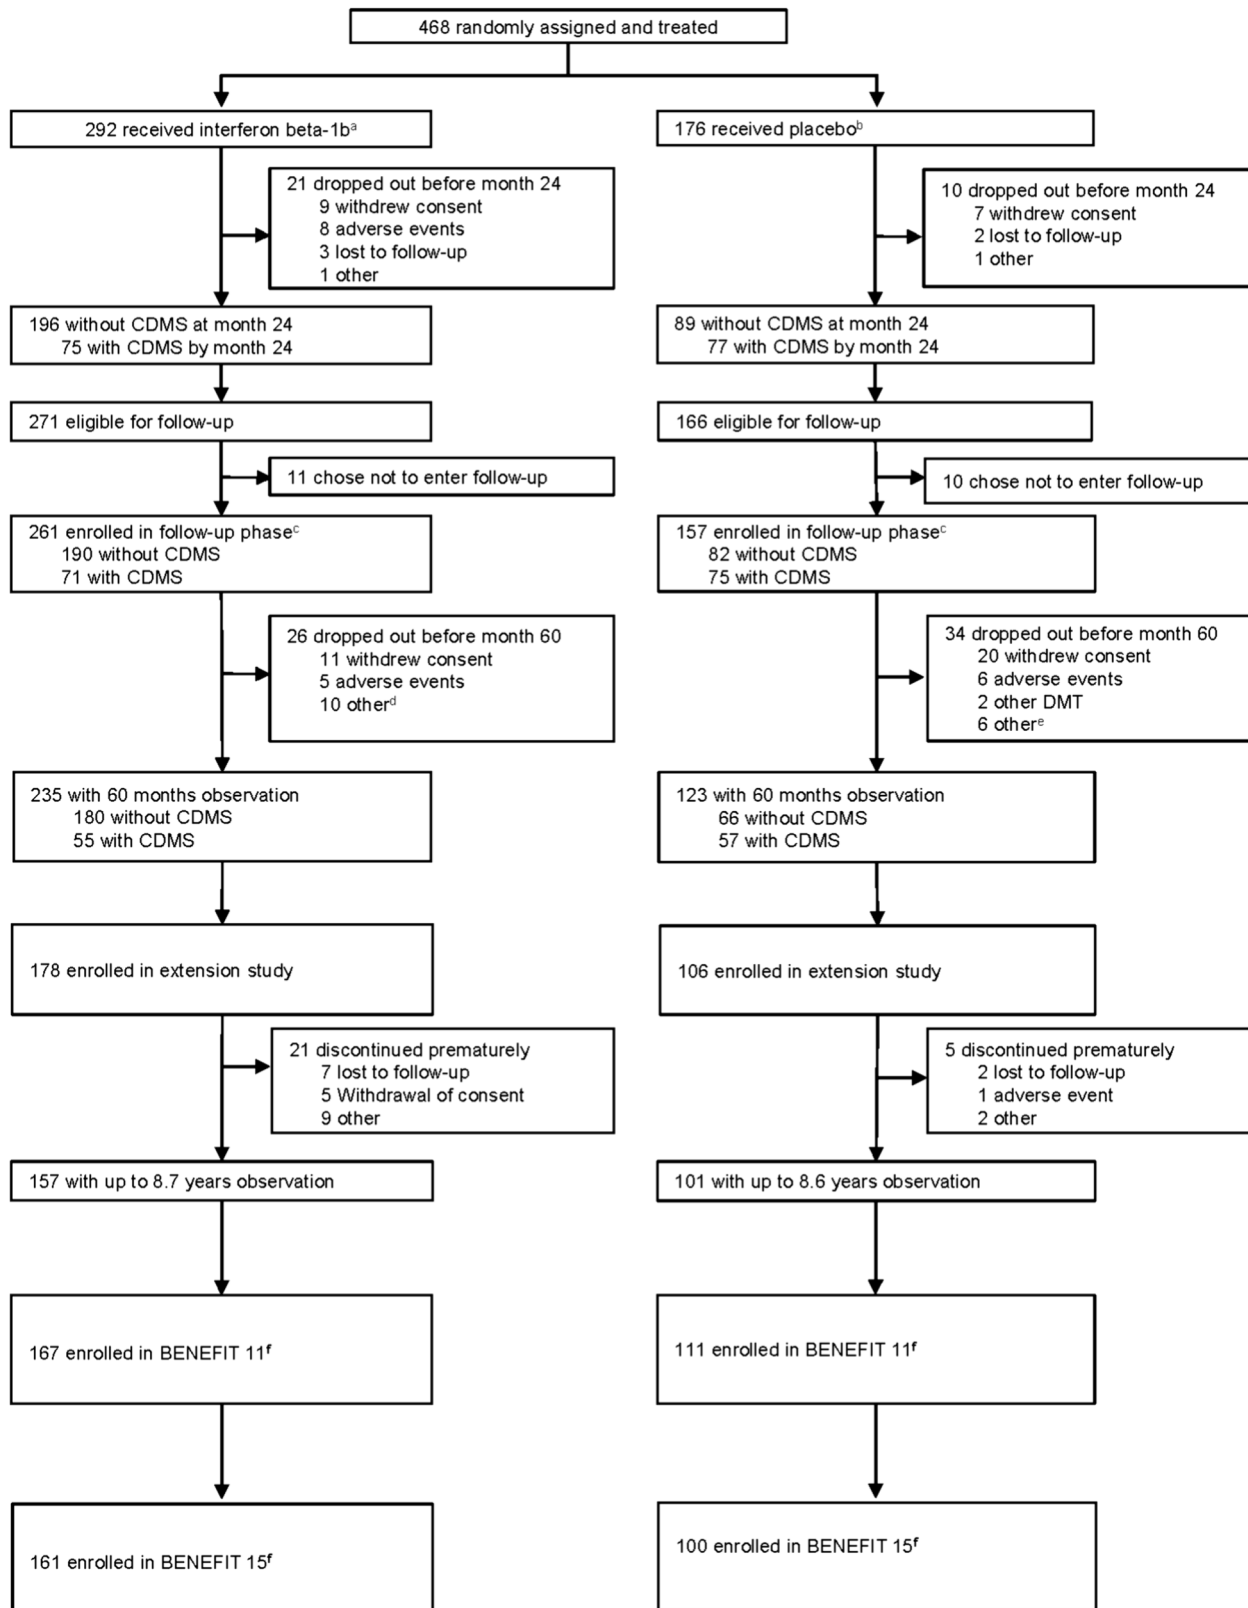 468 randomly assigned and treated
292 received interferon beta-1bᵃ
176 received placeboᵇ
21 dropped out before month 24
9 withdrew consent
8 adverse events
3 lost to follow-up
1 other
10 dropped out before month 24
7 withdrew consent
2 lost to follow-up
1 other
196 without CDMS at month 24
75 with CDMS by month 24
89 without CDMS at month 24
77 with CDMS by month 24
271 eligible for follow-up
166 eligible for follow-up
11 chose not to enter follow-up
10 chose not to enter follow-up
261 enrolled in follow-up phaseᶜ
190 without CDMS
71 with CDMS
157 enrolled in follow-up phaseᶜ
82 without CDMS
75 with CDMS
26 dropped out before month 60
11 withdrew consent
5 adverse events
10 otherᵈ
34 dropped out before month 60
20 withdrew consent
6 adverse events
2 other DMT
6 otherᵉ
235 with 60 months observation
180 without CDMS
55 with CDMS
123 with 60 months observation
66 without CDMS
57 with CDMS
178 enrolled in extension study
106 enrolled in extension study
21 discontinued prematurely
7 lost to follow-up
5 Withdrawal of consent
9 other
5 discontinued prematurely
2 lost to follow-up
1 adverse event
2 other
157 with up to 8.7 years observation
101 with up to 8.6 years observation
167 enrolled in BENEFIT 11ᶠ
111 enrolled in BENEFIT 11ᶠ
161 enrolled in BENEFIT 15ᶠ
100 enrolled in BENEFIT 15ᶠ